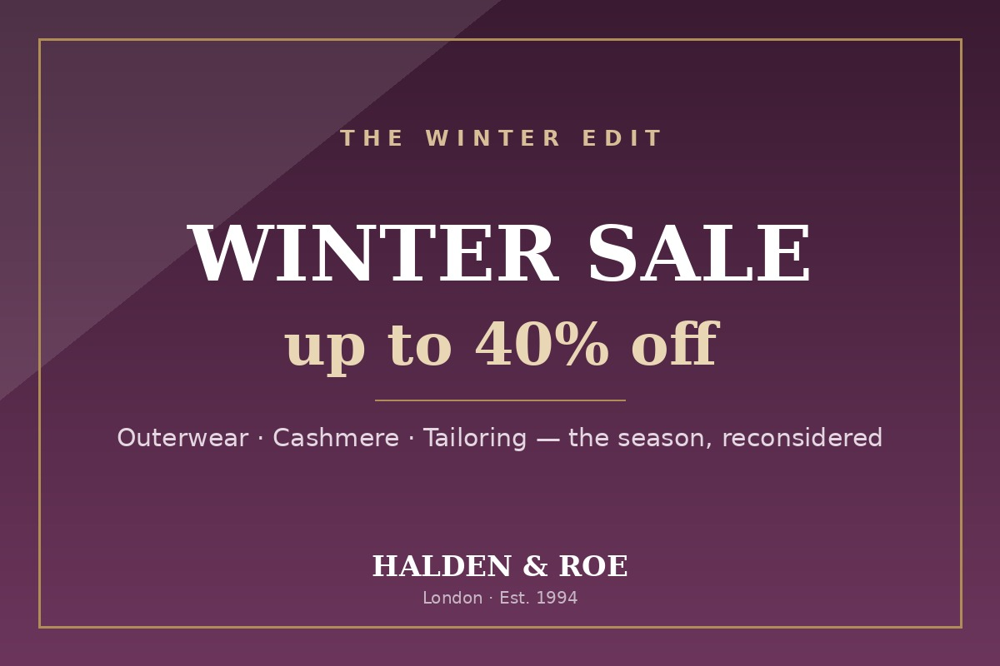 THE WINTER EDIT
WINTER SALE
up to 40% off
Outerwear · Cashmere · Tailoring — the season, reconsidered
HALDEN & ROE
London · Est. 1994